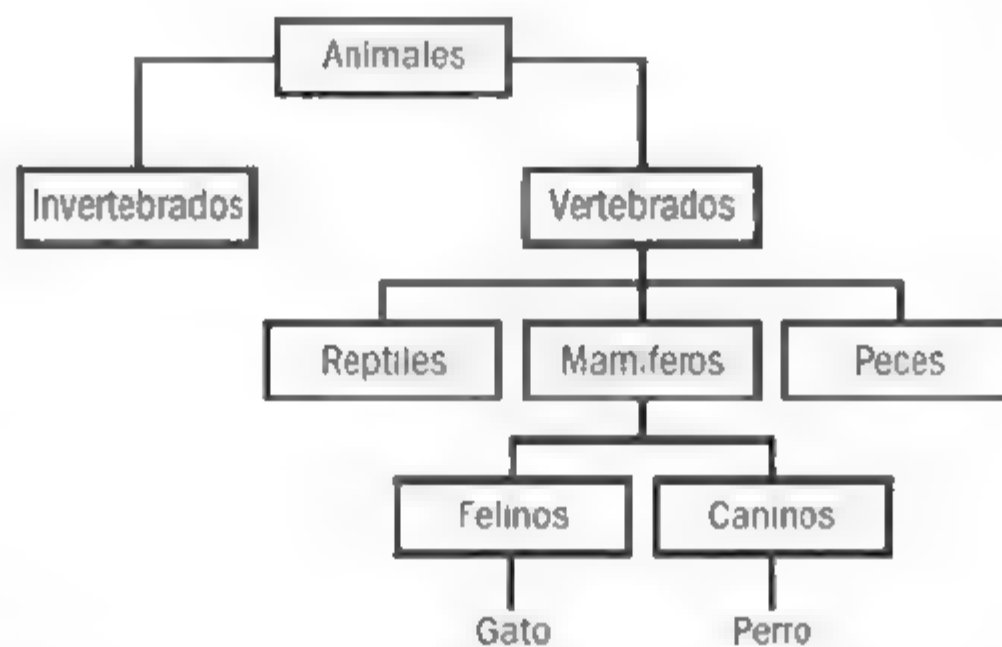 Animales
Invertebrados
Vertebrados
Reptiles
Mamíferos
Peces
Felinos
Caninos
Gato
Perro